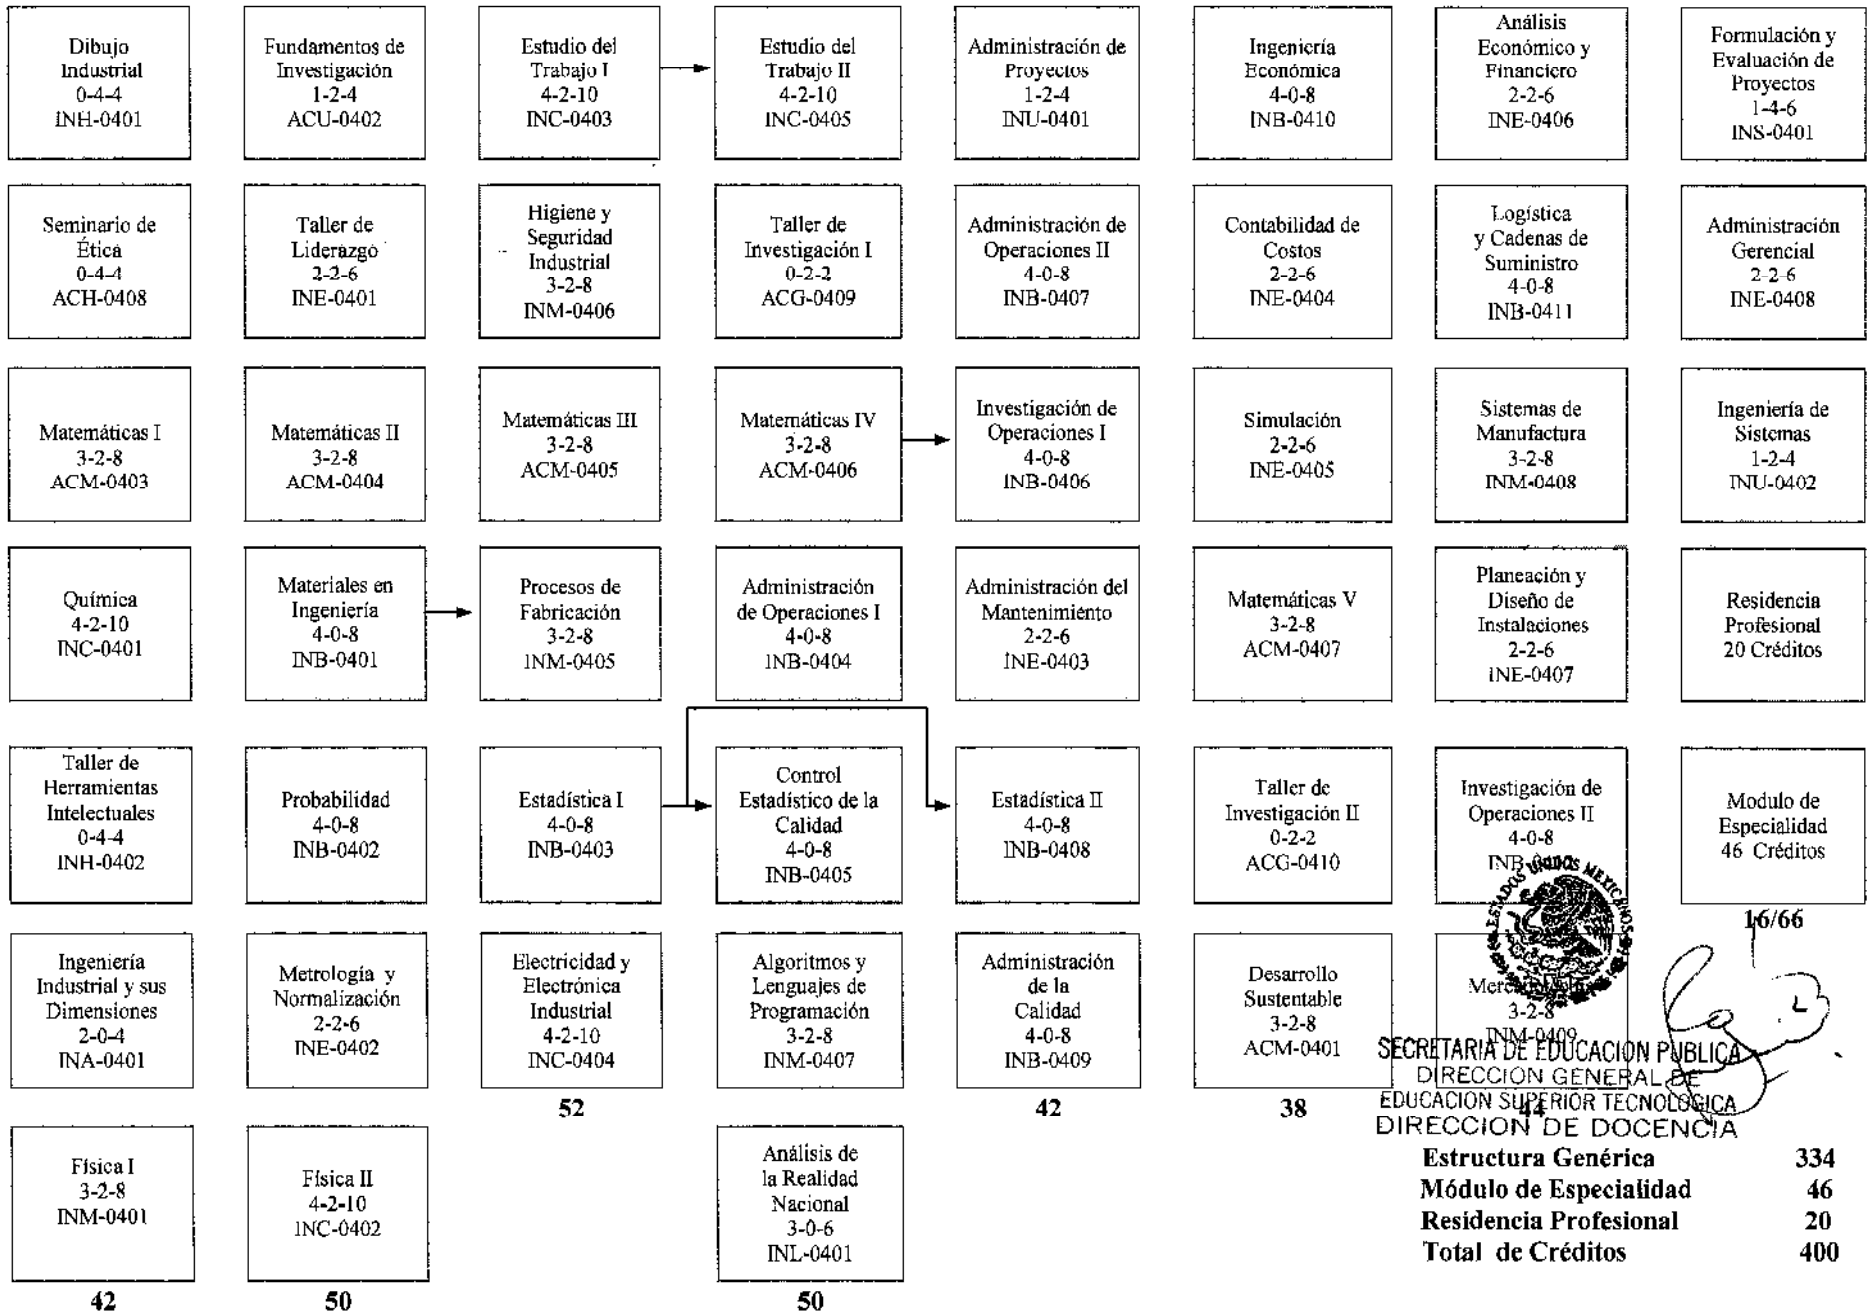 Dibujo
Industrial
0-4-4
INH-0401
Fundamentos de
Investigación
1-2-4
ACU-0402
Estudio del
Trabajo I
4-2-10
INC-0403
Estudio del
Trabajo II
4-2-10
INC-0405
Administración de
Proyectos
1-2-4
INU-0401
Ingeniería
Económica
4-0-8
INB-0410
Análisis
Económico y
Financiero
2-2-6
INE-0406
Formulación y
Evaluación de
Proyectos
1-4-6
INS-0401
Seminario de
Ética
0-4-4
ACH-0408
Taller de
Liderazgo
2-2-6
INE-0401
Higiene y
Seguridad
Industrial
3-2-8
INM-0406
Taller de
Investigación I
0-2-2
ACG-0409
Administración de
Operaciones II
4-0-8
INB-0407
Contabilidad de
Costos
2-2-6
INE-0404
Logística
y Cadenas de
Suministro
4-0-8
INB-0411
Administración
Gerencial
2-2-6
INE-0408
Matemáticas I
3-2-8
ACM-0403
Matemáticas II
3-2-8
ACM-0404
Matemáticas III
3-2-8
ACM-0405
Matemáticas IV
3-2-8
ACM-0406
Investigación de
Operaciones I
4-0-8
INB-0406
Simulación
2-2-6
INE-0405
Sistemas de
Manufactura
3-2-8
INM-0408
Ingeniería de
Sistemas
1-2-4
INU-0402
Química
4-2-10
INC-0401
Materiales en
Ingeniería
4-0-8
INB-0401
Procesos de
Fabricación
3-2-8
INM-0405
Administración
de Operaciones I
4-0-8
INB-0404
Administración del
Mantenimiento
2-2-6
INE-0403
Matemáticas V
3-2-8
ACM-0407
Planeación y
Diseño de
Instalaciones
2-2-6
INE-0407
Residencia
Profesional
20 Créditos
Taller de
Herramientas
Intelectuales
0-4-4
INH-0402
Probabilidad
4-0-8
INB-0402
Estadística I
4-0-8
INB-0403
Control
Estadístico de la
Calidad
4-0-8
INB-0405
Estadística II
4-0-8
INB-0408
Taller de
Investigación II
0-2-2
ACG-0410
Investigación de
Operaciones II
4-0-8
Modulo de
Especialidad
46 Créditos
16/66
Ingeniería
Industrial y sus
Dimensiones
2-0-4
INA-0401
Metrología y
Normalización
2-2-6
INE-0402
Electricidad y
Electrónica
Industrial
4-2-10
INC-0404
52
Algoritmos y
Lenguajes de
Programación
3-2-8
INM-0407
Administración
de la
Calidad
4-0-8
INB-0409
42
Desarrollo
Sustentable
3-2-8
ACM-0401
38
ESTADOS UNIDOS MEXICANOS
3-2-8
INM-0409
44
SECRETARIA DE EDUCACION PUBLICA
DIRECCION GENERAL DE
EDUCACION SUPERIOR TECNOLOGICA
DIRECCION DE DOCENCIA
Física I
3-2-8
INM-0401
42
Física II
4-2-10
INC-0402
50
Análisis de
la Realidad
Nacional
3-0-6
INL-0401
50
Estructura Genérica 334
Módulo de Especialidad 46
Residencia Profesional 20
Total de Créditos 400